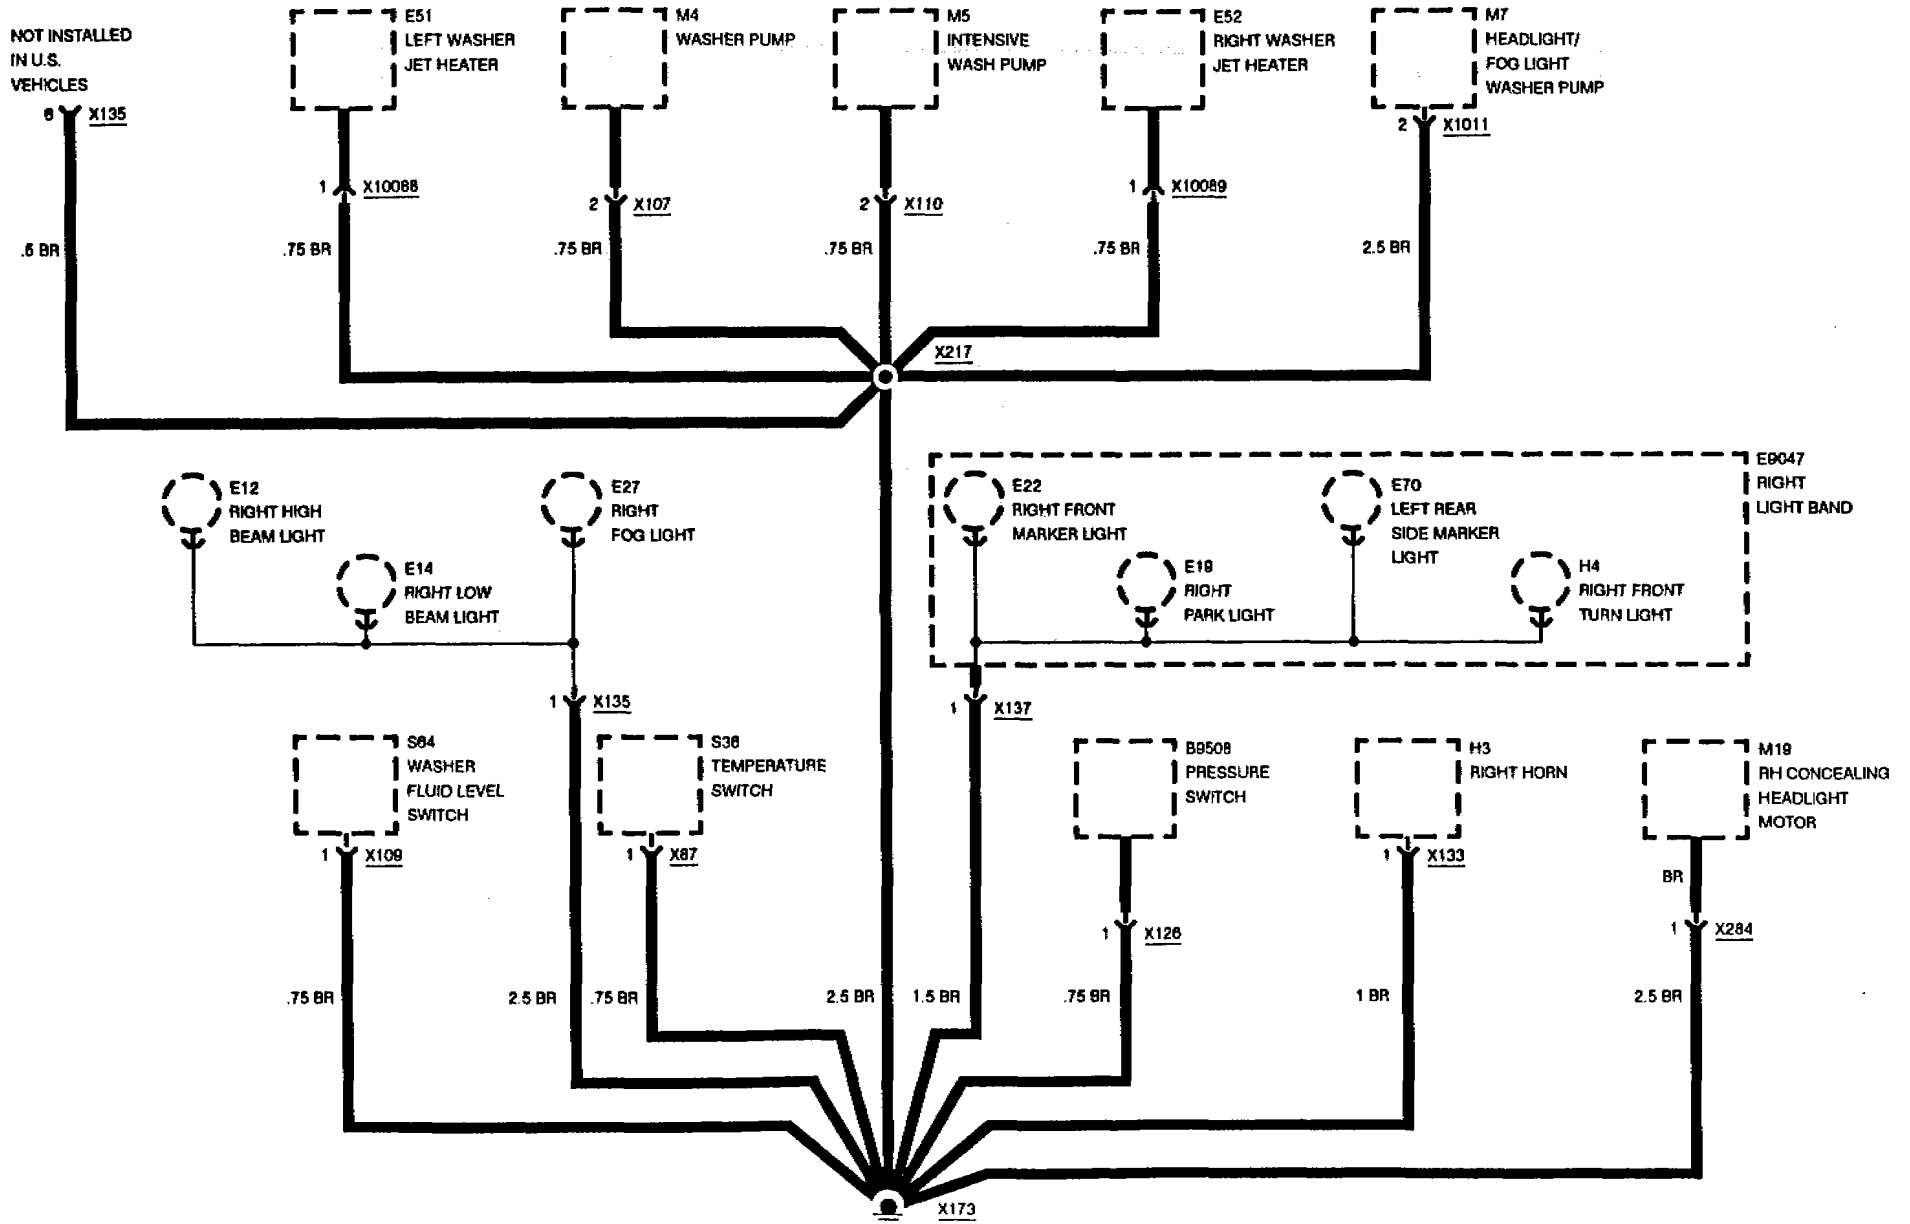 NOT INSTALLED
IN U.S.
VEHICLES
6 X135
.5 BR
E51
LEFT WASHER
JET HEATER
1 X10088
.75 BR
M4
WASHER PUMP
2 X107
.75 BR
M5
INTENSIVE
WASH PUMP
2 X110
.75 BR
E52
RIGHT WASHER
JET HEATER
1 X10089
.75 BR
M7
HEADLIGHT/
FOG LIGHT
WASHER PUMP
2 X1011
2.5 BR
X217
E12
RIGHT HIGH
BEAM LIGHT
E14
RIGHT LOW
BEAM LIGHT
E27
RIGHT
FOG LIGHT
1 X135
E22
RIGHT FRONT
MARKER LIGHT
E19
RIGHT
PARK LIGHT
E70
LEFT REAR
SIDE MARKER
LIGHT
H4
RIGHT FRONT
TURN LIGHT
E9047
RIGHT
LIGHT BAND
1 X137
S64
WASHER
FLUID LEVEL
SWITCH
1 X109
.75 BR
2.5 BR
S36
TEMPERATURE
SWITCH
1 X87
.75 BR
2.5 BR
1.5 BR
B9508
PRESSURE
SWITCH
1 X126
.75 BR
H3
RIGHT HORN
1 X133
1 BR
M19
RH CONCEALING
HEADLIGHT
MOTOR
BR
1 X284
2.5 BR
X173